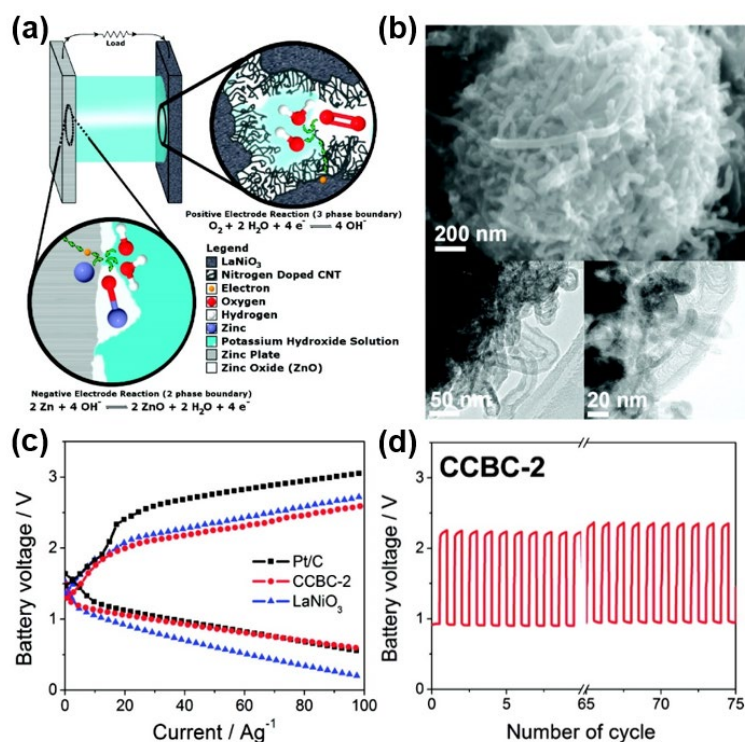 (a)
Load
Positive Electrode Reaction (3 phase boundary)
O₂ + 2 H₂O + 4 e⁻ ⇌ 4 OH⁻
Legend
LaNiO₃
Nitrogen Doped CNT
Electron
Oxygen
Hydrogen
Zinc
Potassium Hydroxide Solution
Zinc Plate
Zinc Oxide (ZnO)
Negative Electrode Reaction (2 phase boundary)
2 Zn + 4 OH⁻ ⇌ 2 ZnO + 2 H₂O + 4 e⁻
(b)
200 nm
50 nm
20 nm
(c)
Battery voltage / V
3
2
1
0
Pt/C
CCBC-2
LaNiO₃
0 20 40 60 80 100
Current / Ag⁻¹
(d)
CCBC-2
Battery voltage / V
3
2
1
0
0 5 65 70 75
Number of cycle